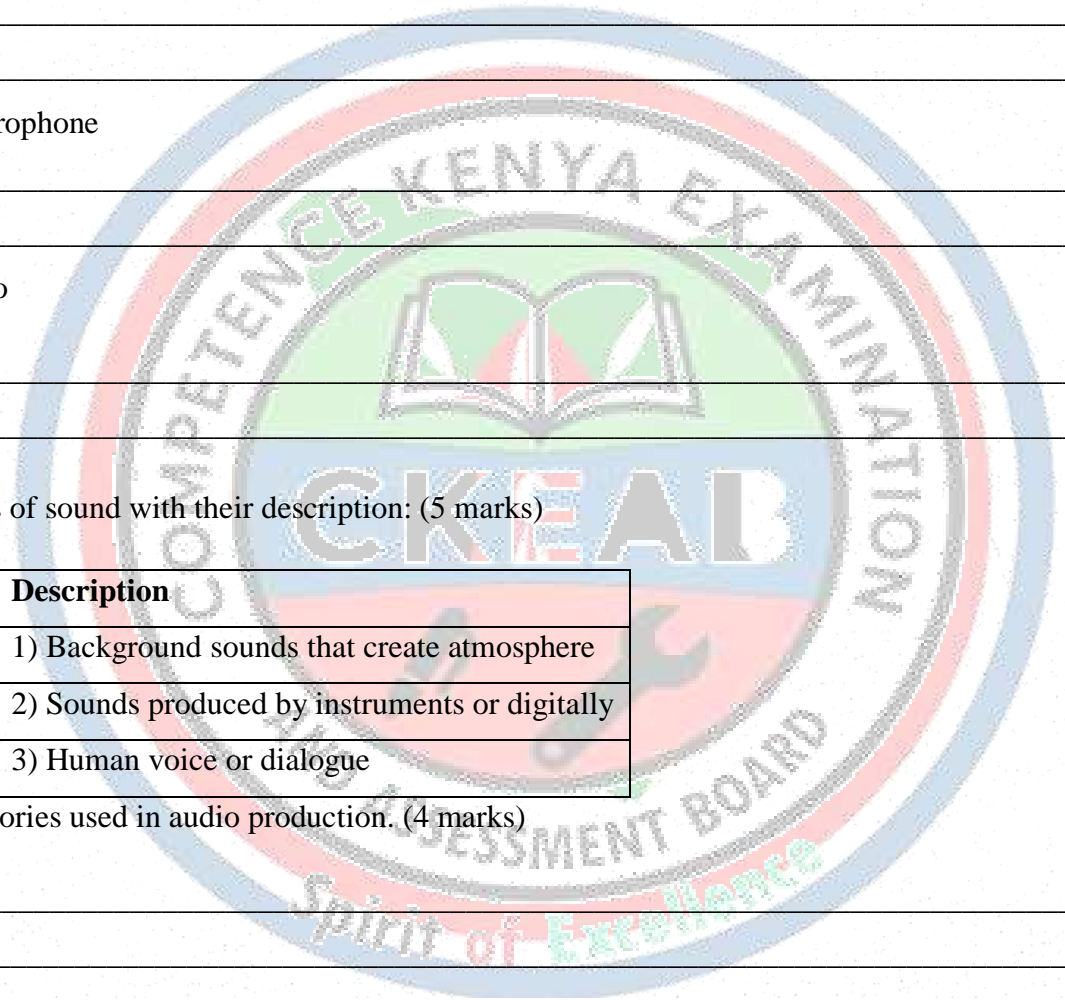 rophone
o
of sound with their description: (5 marks)
Description
1) Background sounds that create atmosphere
2) Sounds produced by instruments or digitally
3) Human voice or dialogue
ories used in audio production. (4 marks)
COMPETENCE KENYA EXAMINATION
CKEAB
AND ASSESSMENT BOARD
Spirit of Excellence